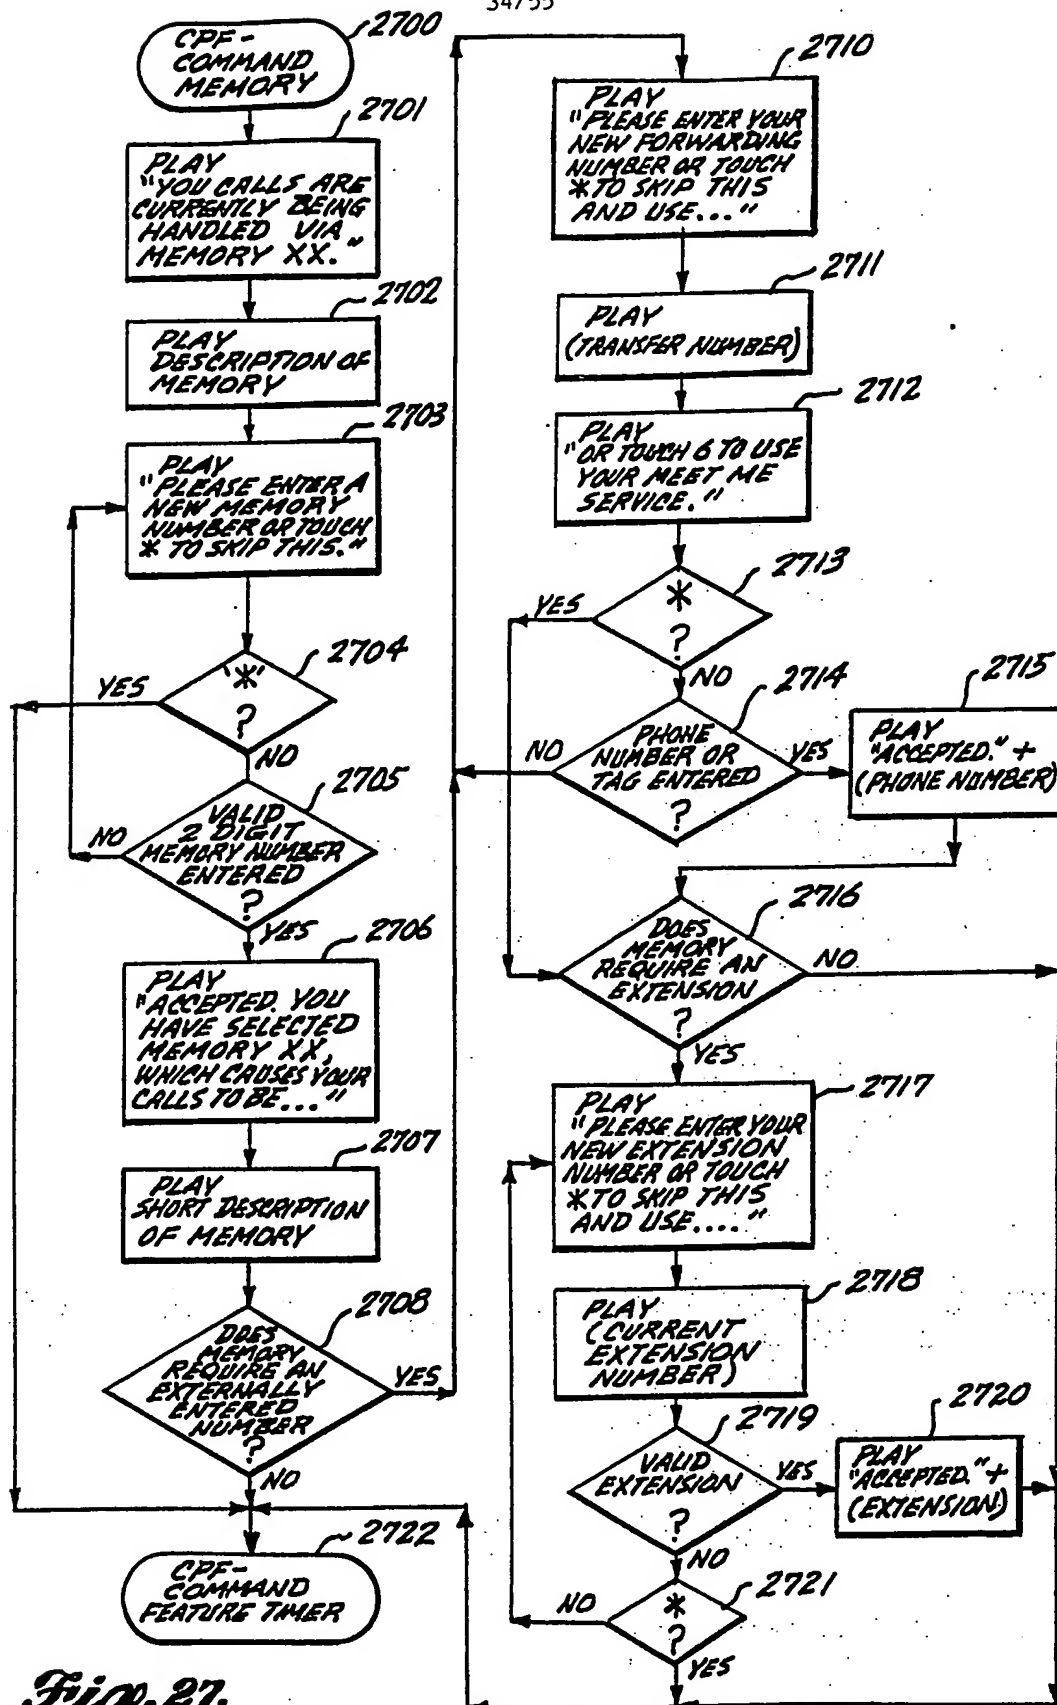 34755
2700
CPF-
COMMAND
MEMORY
2701
PLAY
"YOU CALLS ARE
CURRENTLY BEING
HANDLED VIA
MEMORY XX."
2702
PLAY
DESCRIPTION OF
MEMORY
2703
PLAY
"PLEASE ENTER A
NEW MEMORY
NUMBER OR TOUCH
* TO SKIP THIS."
2704
'*'
?
YES
NO
2705
VALID
2 DIGIT
MEMORY NUMBER
ENTERED
?
NO
YES
2706
PLAY
"ACCEPTED. YOU
HAVE SELECTED
MEMORY XX,
WHICH CAUSES YOUR
CALLS TO BE..."
2707
PLAY
SHORT DESCRIPTION
OF MEMORY
2708
DOES
MEMORY
REQUIRE AN
EXTERNALLY
ENTERED
NUMBER
?
YES
NO
2722
CPF-
COMMAND
FEATURE TIMER
2710
PLAY
"PLEASE ENTER YOUR
NEW FORWARDING
NUMBER OR TOUCH
* TO SKIP THIS
AND USE..."
2711
PLAY
(TRANSFER NUMBER)
2712
PLAY
"OR TOUCH 6 TO USE
YOUR MEET ME
SERVICE."
2713
*
?
YES
NO
2714
PHONE
NUMBER OR
TAG ENTERED
?
NO
YES
2715
PLAY
"ACCEPTED." +
(PHONE NUMBER)
2716
DOES
MEMORY
REQUIRE AN
EXTENSION
?
NO
YES
2717
PLAY
"PLEASE ENTER YOUR
NEW EXTENSION
NUMBER OR TOUCH
* TO SKIP THIS
AND USE...."
2718
PLAY
(CURRENT
EXTENSION
NUMBER)
2719
VALID
EXTENSION
?
YES
NO
2720
PLAY
"ACCEPTED." +
(EXTENSION)
2721
*
?
NO
YES
Fig. 27.